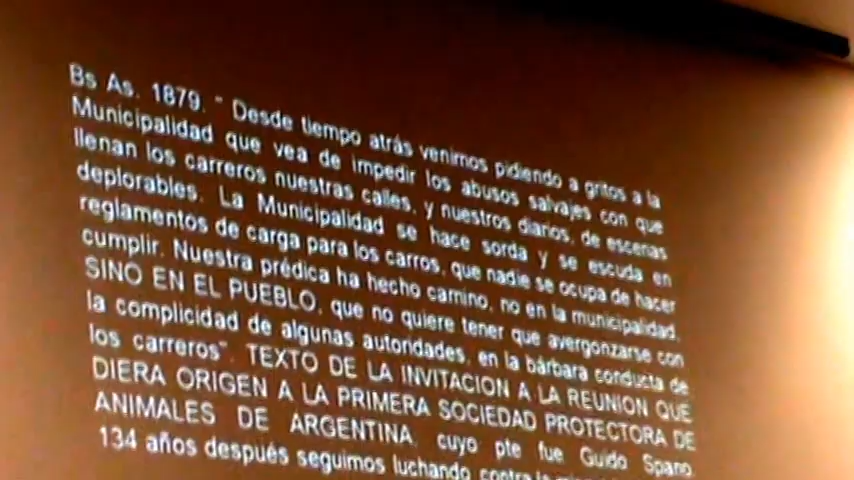 Bs As. 1879. " Desde tiempo atrás venimos pidiendo a gritos a la
Municipalidad que vea de impedir los abusos salvajes con que
llenan los carreros nuestras calles, y nuestros diarios, de escenas
deplorables. La Municipalidad se hace sorda y se escuda en
reglamentos de carga para los carros, que nadie se ocupa de hacer
cumplir. Nuestra prédica ha hecho camino, no en la municipalidad,
SINO EN EL PUEBLO, que no quiere tener que avergonzarse con
la complicidad de algunas autoridades, en la bárbara conducta de
los carreros". TEXTO DE LA INVITACION A LA REUNION QUE
DIERA ORIGEN A LA PRIMERA SOCIEDAD PROTECTORA DE
ANIMALES DE ARGENTINA, cuyo pte fue Guido Spano.
134 años después seguimos luchando contra la